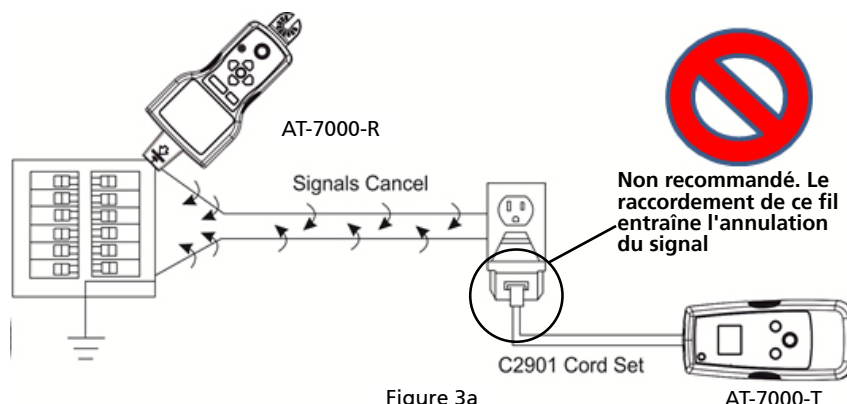 AT-7000-R
Signals Cancel
Non recommandé. Le
raccordement de ce fil
entraîne l'annulation
du signal
C2901 Cord Set
Figure 3a
AT-7000-T